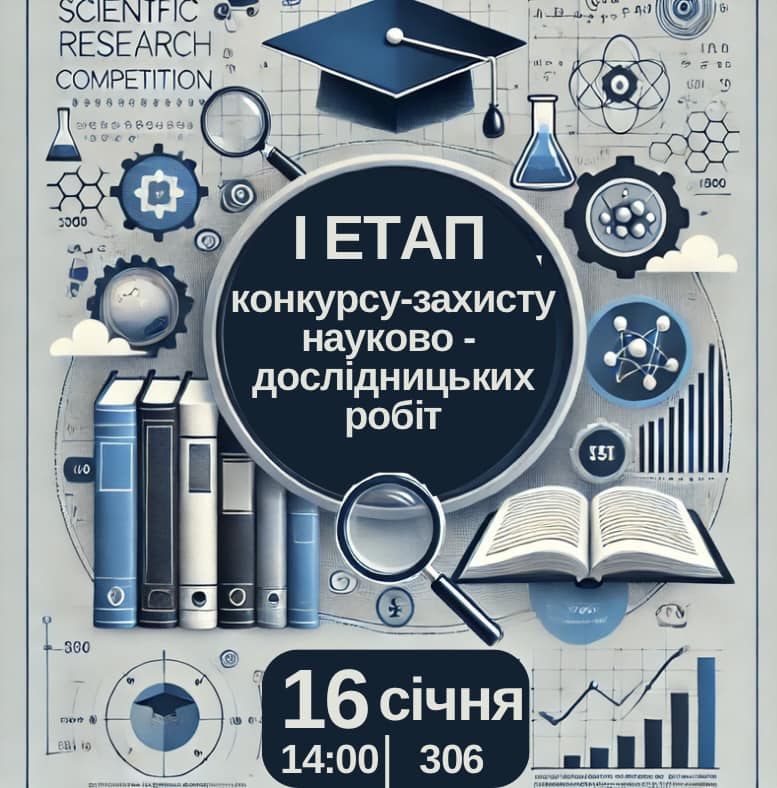 SCIENTFIC
RESEARCH
COMPETITION
І ЕТАП
конкурсу-захисту
науково -
дослідницьких
робіт
16 січня
14:00 | 306